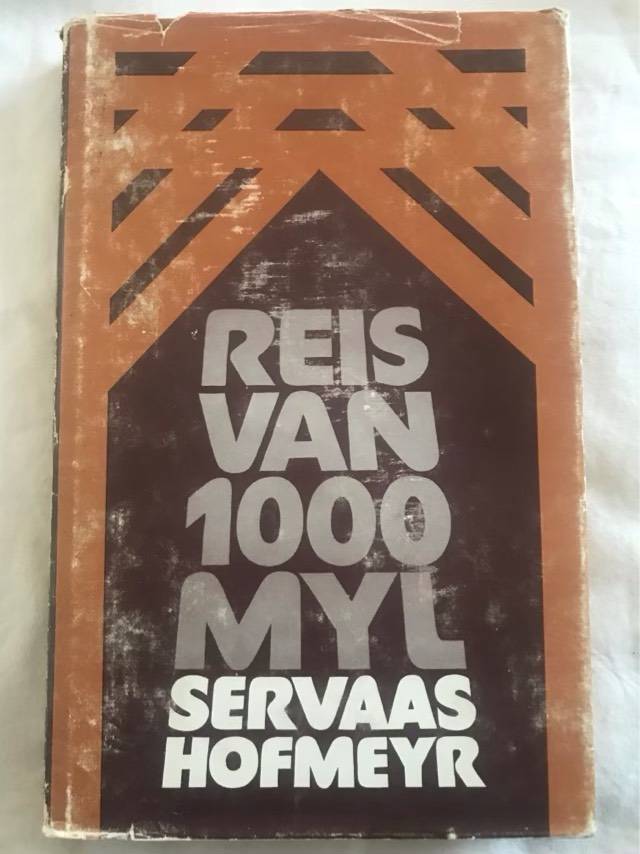 REIS
VAN
1000
MYL
SERVAAS
HOFMEYR